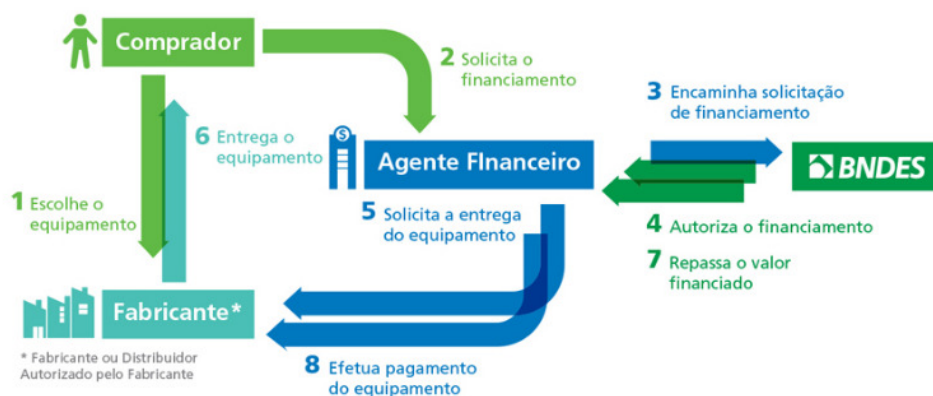 Comprador
2 Solicita o
financiamento
3 Encaminha solicitação
de financiamento
6 Entrega o
equipamento
$
Agente FInanceiro
BNDES
1 Escolhe o
equipamento
5 Solicita a entrega
do equipamento
4 Autoriza o financiamento
7 Repassa o valor
financiado
Fabricante*
* Fabricante ou Distribuidor
Autorizado pelo Fabricante
8 Efetua pagamento
do equipamento